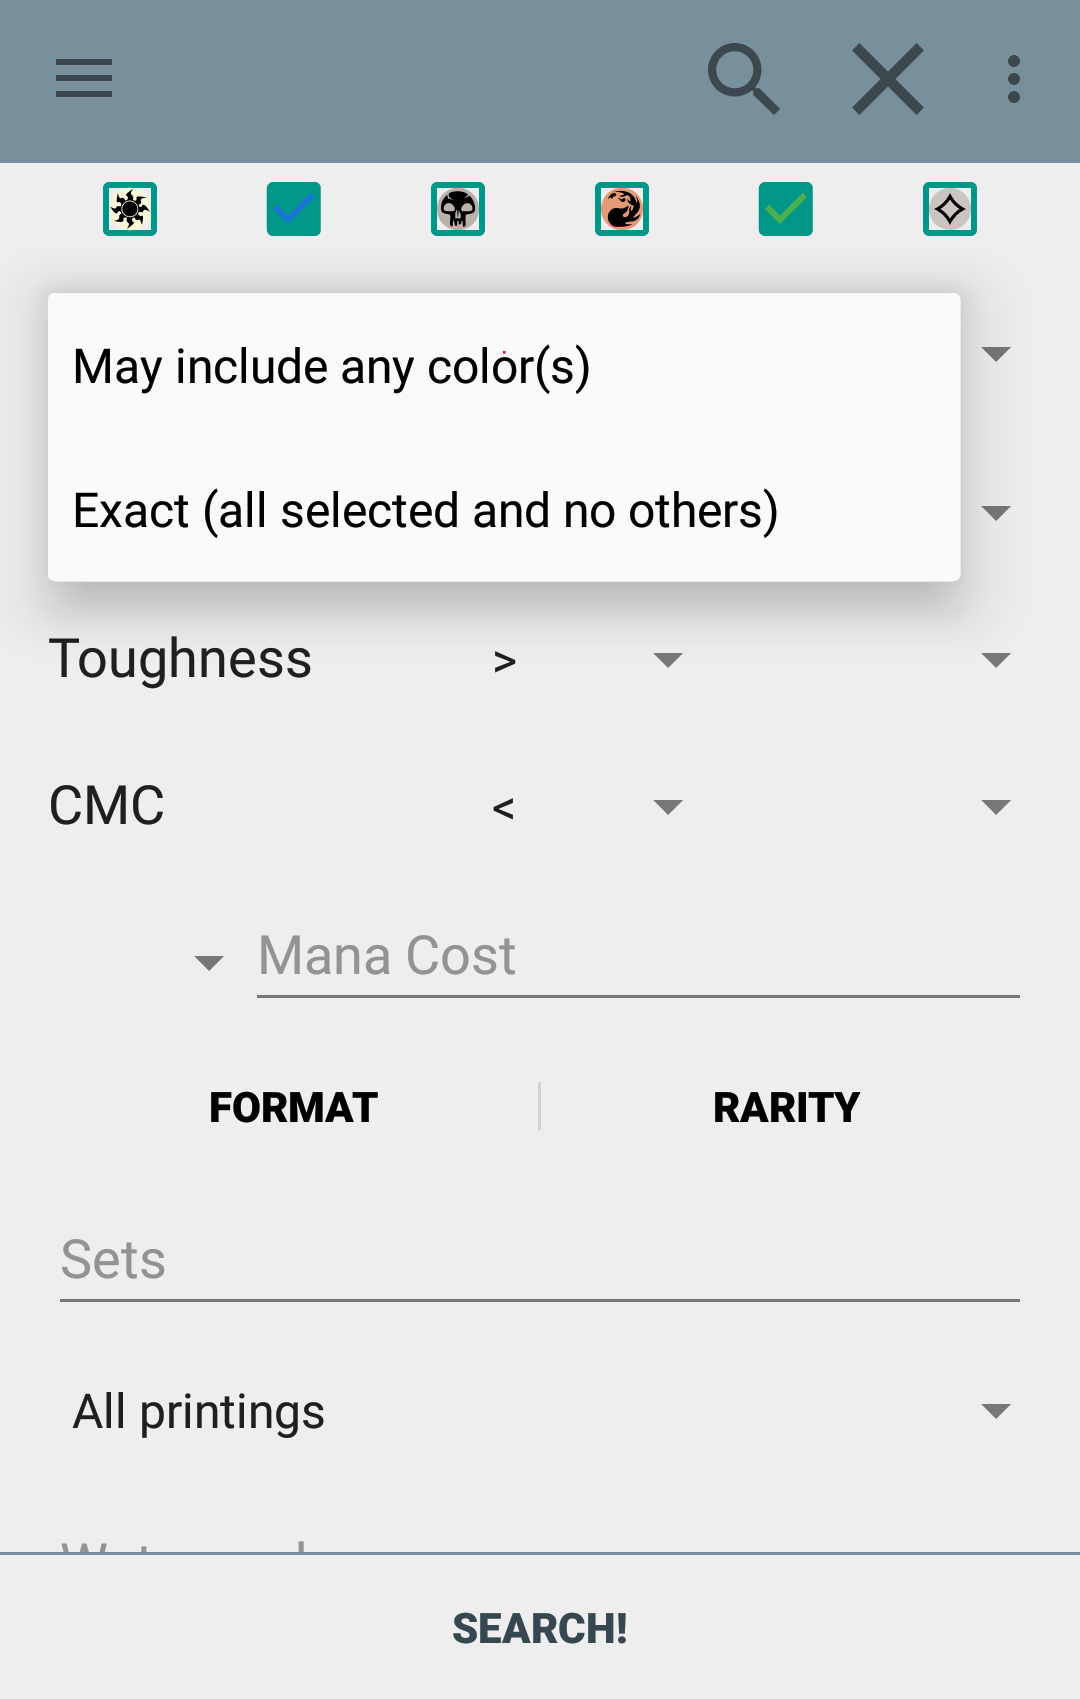 May include any color(s)
Exact (all selected and no others)
Toughness >
CMC <
Mana Cost
FORMAT RARITY
Sets
All printings
SEARCH!